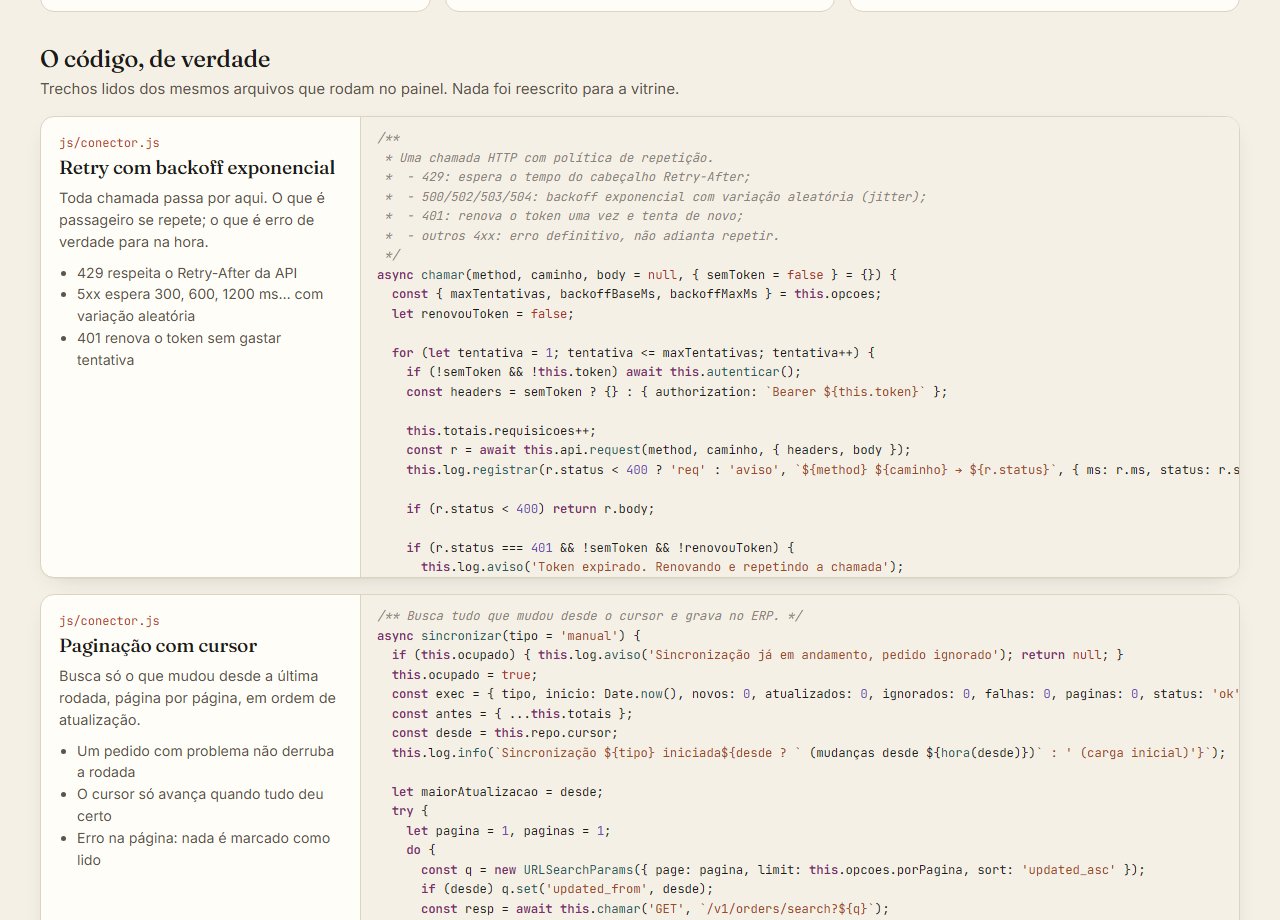 O código, de verdade
Trechos lidos dos mesmos arquivos que rodam no painel. Nada foi reescrito para a vitrine.
js/conector.js
Retry com backoff exponencial
Toda chamada passa por aqui. O que é
passageiro se repete; o que é erro de
verdade para na hora.
• 429 respeita o Retry-After da API
• 5xx espera 300, 600, 1200 ms... com
variação aleatória
• 401 renova o token sem gastar
tentativa
/**
 * Uma chamada HTTP com política de repetição.
 *  - 429: espera o tempo do cabeçalho Retry-After;
 *  - 500/502/503/504: backoff exponencial com variação aleatória (jitter);
 *  - 401: renova o token uma vez e tenta de novo;
 *  - outros 4xx: erro definitivo, não adianta repetir.
 */
async chamar(method, caminho, body = null, { semToken = false } = {}) {
  const { maxTentativas, backoffBaseMs, backoffMaxMs } = this.opcoes;
  let renovouToken = false;
  for (let tentativa = 1; tentativa <= maxTentativas; tentativa++) {
    if (!semToken && !this.token) await this.autenticar();
    const headers = semToken ? {} : { authorization: `Bearer ${this.token}` };
    this.totais.requisicoes++;
    const r = await this.api.request(method, caminho, { headers, body });
    this.log.registrar(r.status < 400 ? 'req' : 'aviso', `${method} ${caminho} → ${r.status}`, { ms: r.ms, status: r.s
    if (r.status < 400) return r.body;
    if (r.status === 401 && !semToken && !renovouToken) {
      this.log.aviso('Token expirado. Renovando e repetindo a chamada');
js/conector.js
Paginação com cursor
Busca só o que mudou desde a última
rodada, página por página, em ordem de
atualização.
• Um pedido com problema não derruba
a rodada
• O cursor só avança quando tudo deu
certo
• Erro na página: nada é marcado como
lido
/** Busca tudo que mudou desde o cursor e grava no ERP. */
async sincronizar(tipo = 'manual') {
  if (this.ocupado) { this.log.aviso('Sincronização já em andamento, pedido ignorado'); return null; }
  this.ocupado = true;
  const exec = { tipo, inicio: Date.now(), novos: 0, atualizados: 0, ignorados: 0, falhas: 0, paginas: 0, status: 'ok'
  const antes = { ...this.totais };
  const desde = this.repo.cursor;
  this.log.info(`Sincronização ${tipo} iniciada${desde ? ` (mudanças desde ${hora(desde)})` : ' (carga inicial)'}`);
  let maiorAtualizacao = desde;
  try {
    let pagina = 1, paginas = 1;
    do {
      const q = new URLSearchParams({ page: pagina, limit: this.opcoes.porPagina, sort: 'updated_asc' });
      if (desde) q.set('updated_from', desde);
      const resp = await this.chamar('GET', `/v1/orders/search?${q}`);